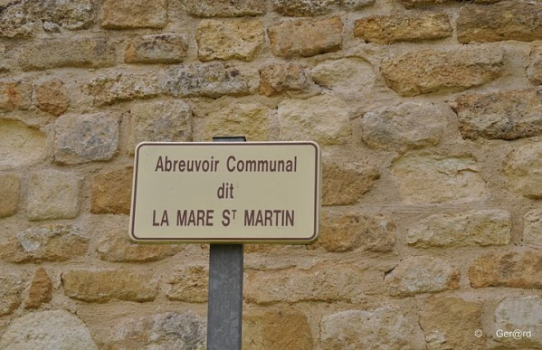 Abreuvoir Communal
dit
LA MARE Sᵀ MARTIN
© Ger@rd